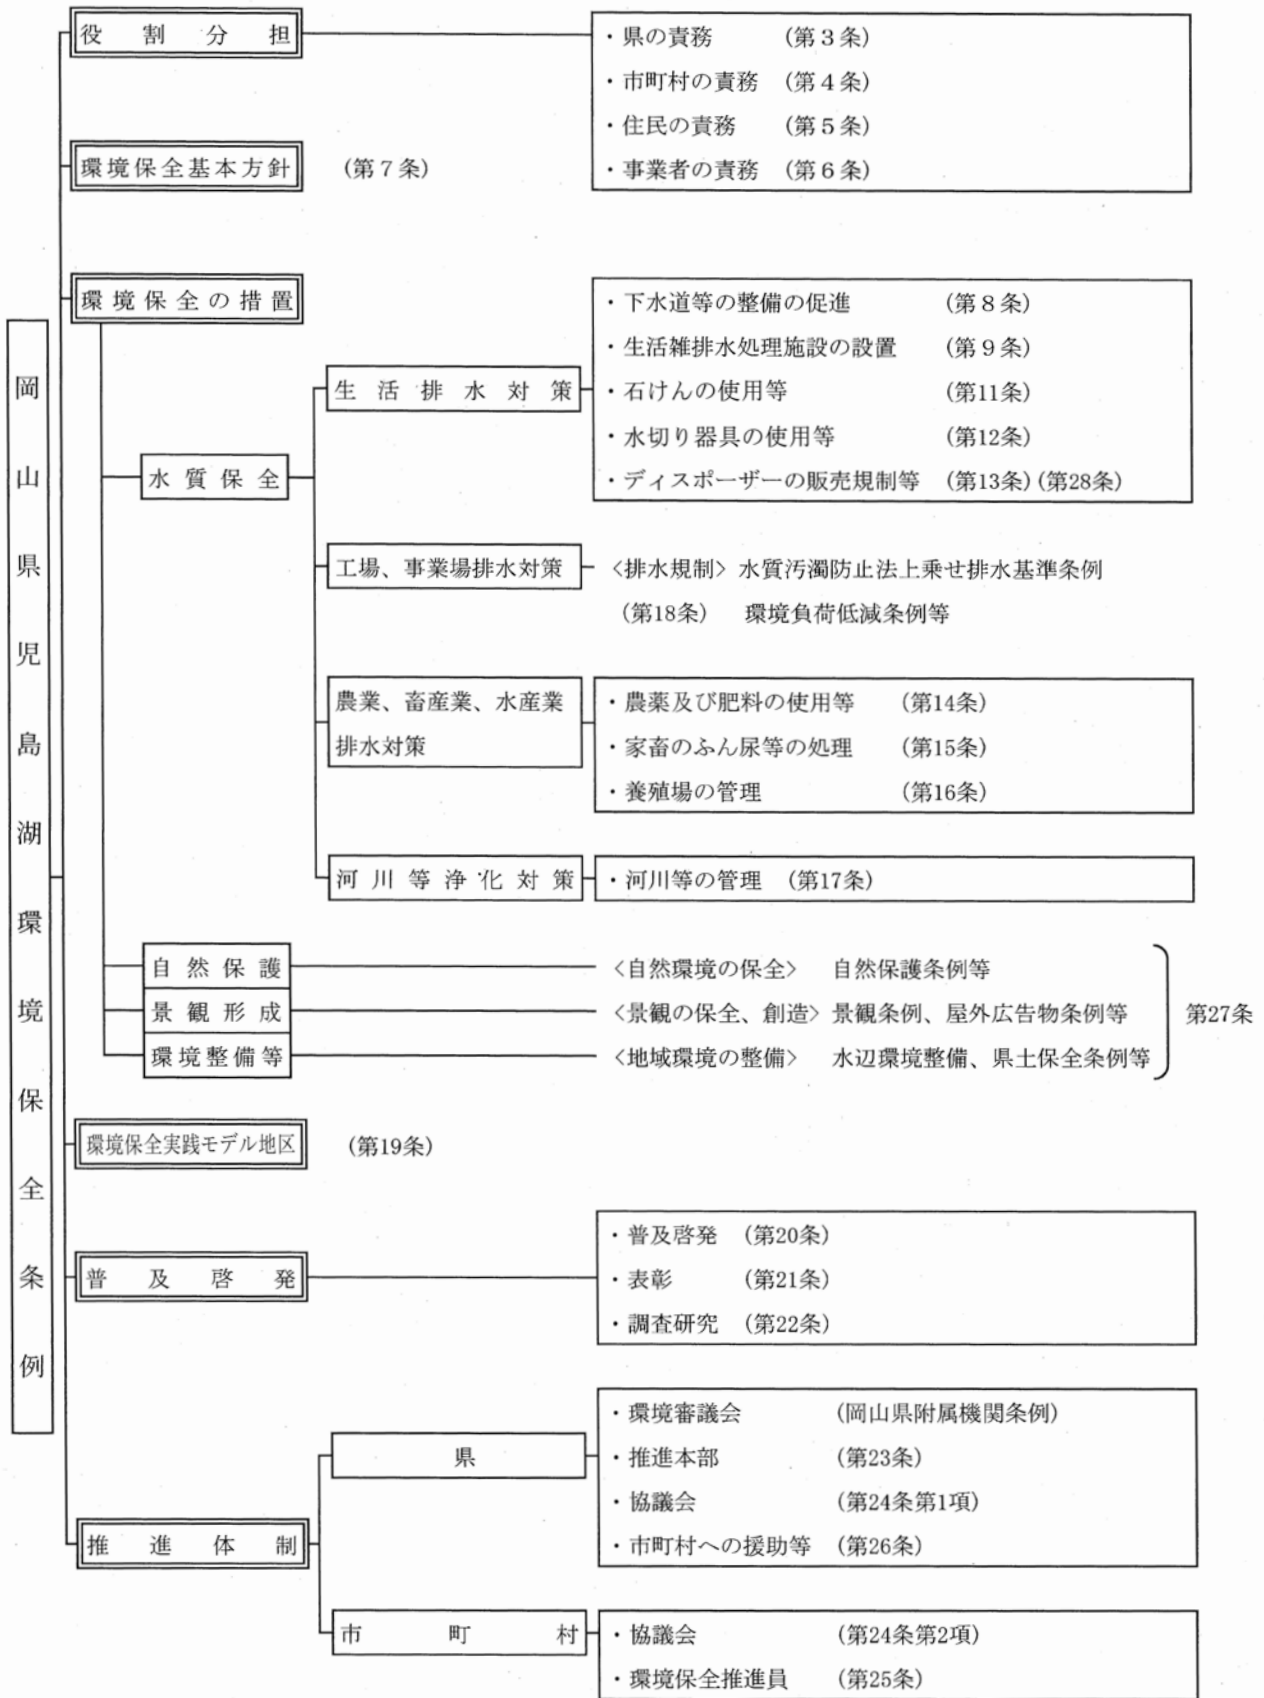 岡山県児島湖環境保全条例
役割分担
・県の責務 (第3条)
・市町村の責務 (第4条)
・住民の責務 (第5条)
・事業者の責務 (第6条)
環境保全基本方針 (第7条)
環境保全の措置
水質保全
生活排水対策
・下水道等の整備の促進 (第8条)
・生活雑排水処理施設の設置 (第9条)
・石けんの使用等 (第11条)
・水切り器具の使用等 (第12条)
・ディスポーザーの販売規制等 (第13条)(第28条)
工場、事業場排水対策
<排水規制> 水質汚濁防止法上乗せ排水基準条例
(第18条) 環境負荷低減条例等
農業、畜産業、水産業
排水対策
・農薬及び肥料の使用等 (第14条)
・家畜のふん尿等の処理 (第15条)
・養殖場の管理 (第16条)
河川等浄化対策
・河川等の管理 (第17条)
自然保護 <自然環境の保全> 自然保護条例等
景観形成 <景観の保全、創造> 景観条例、屋外広告物条例等
環境整備等 <地域環境の整備> 水辺環境整備、県土保全条例等
第27条
環境保全実践モデル地区 (第19条)
普及啓発
・普及啓発 (第20条)
・表彰 (第21条)
・調査研究 (第22条)
推進体制
県
・環境審議会 (岡山県附属機関条例)
・推進本部 (第23条)
・協議会 (第24条第1項)
・市町村への援助等 (第26条)
市町村
・協議会 (第24条第2項)
・環境保全推進員 (第25条)